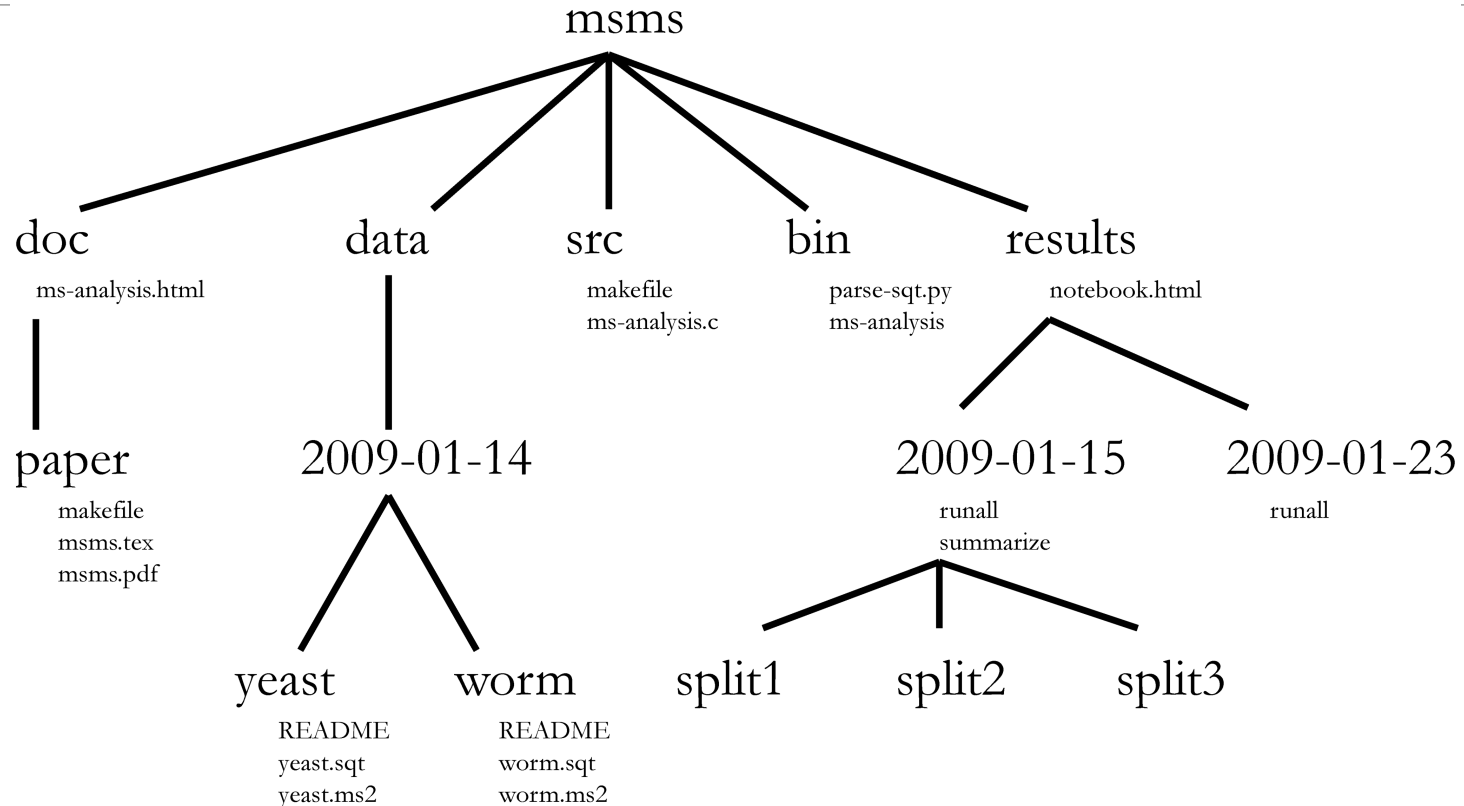 msms
doc data src bin results
ms-analysis.html makefile parse-sqt.py notebook.html
ms-analysis.c ms-analysis
paper 2009-01-14 2009-01-15 2009-01-23
makefile runall runall
msms.tex summarize
msms.pdf
yeast worm split1 split2 split3
README README
yeast.sqt worm.sqt
yeast.ms2 worm.ms2